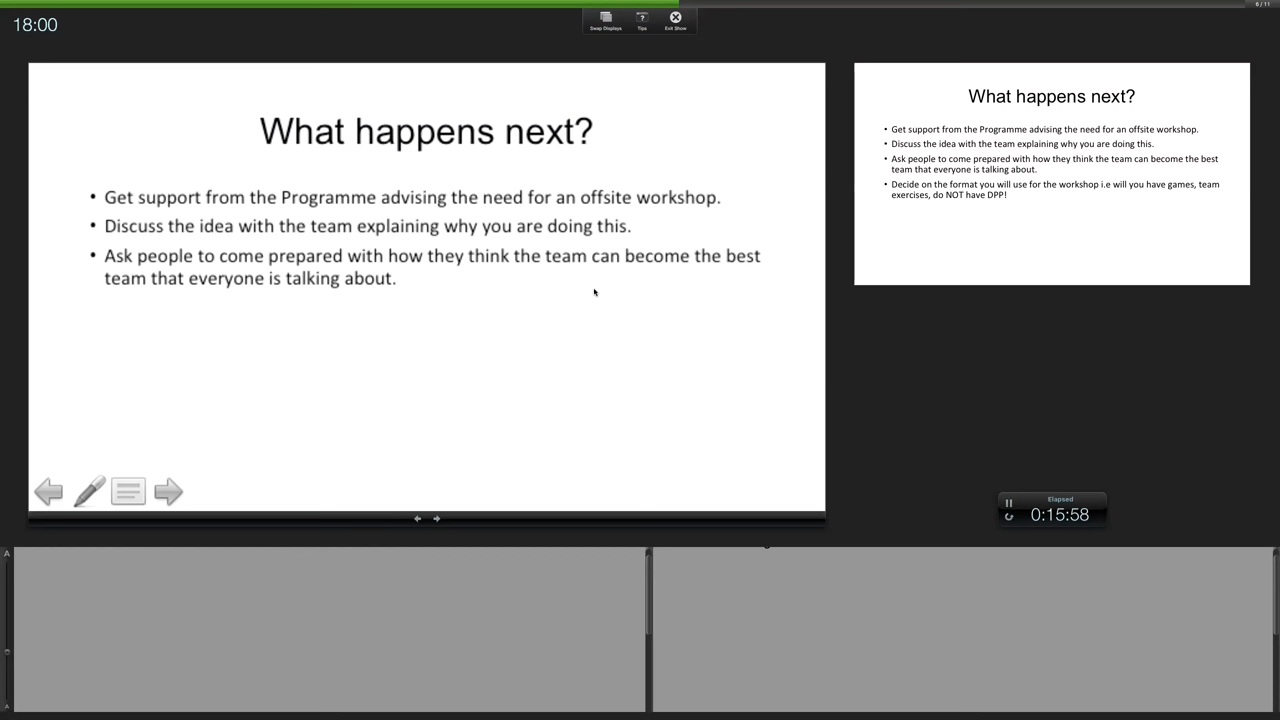 6 / 11
18:00
Swap Displays
Tips
Exit Show
What happens next?
• Get support from the Programme advising the need for an offsite workshop.
• Discuss the idea with the team explaining why you are doing this.
• Ask people to come prepared with how they think the team can become the best
team that everyone is talking about.
What happens next?
• Get support from the Programme advising the need for an offsite workshop.
• Discuss the idea with the team explaining why you are doing this.
• Ask people to come prepared with how they think the team can become the best
team that everyone is talking about.
• Decide on the format you will use for the workshop i.e will you have games, team
exercises, do NOT have DPP!
Elapsed
0:15:58
A
A